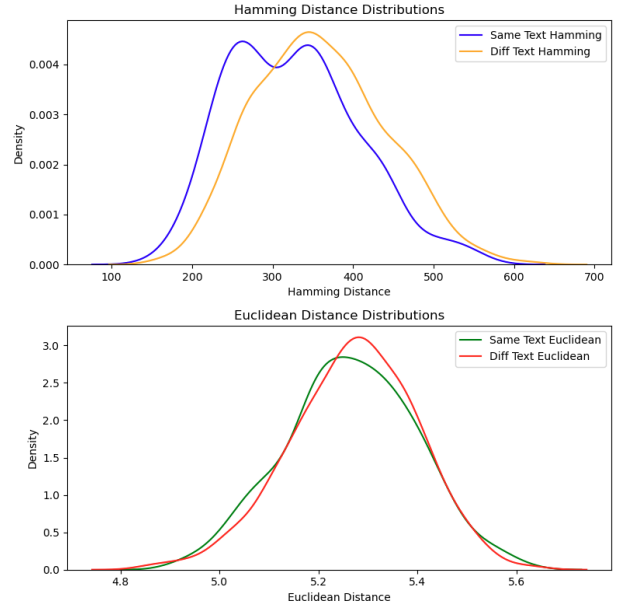 Hamming Distance Distributions
Same Text Hamming
Diff Text Hamming
0.004
0.003
0.002
0.001
0.000
Density
100 200 300 400 500 600 700
Hamming Distance
Euclidean Distance Distributions
Same Text Euclidean
Diff Text Euclidean
3.0
2.5
2.0
1.5
1.0
0.5
0.0
Density
4.8 5.0 5.2 5.4 5.6
Euclidean Distance